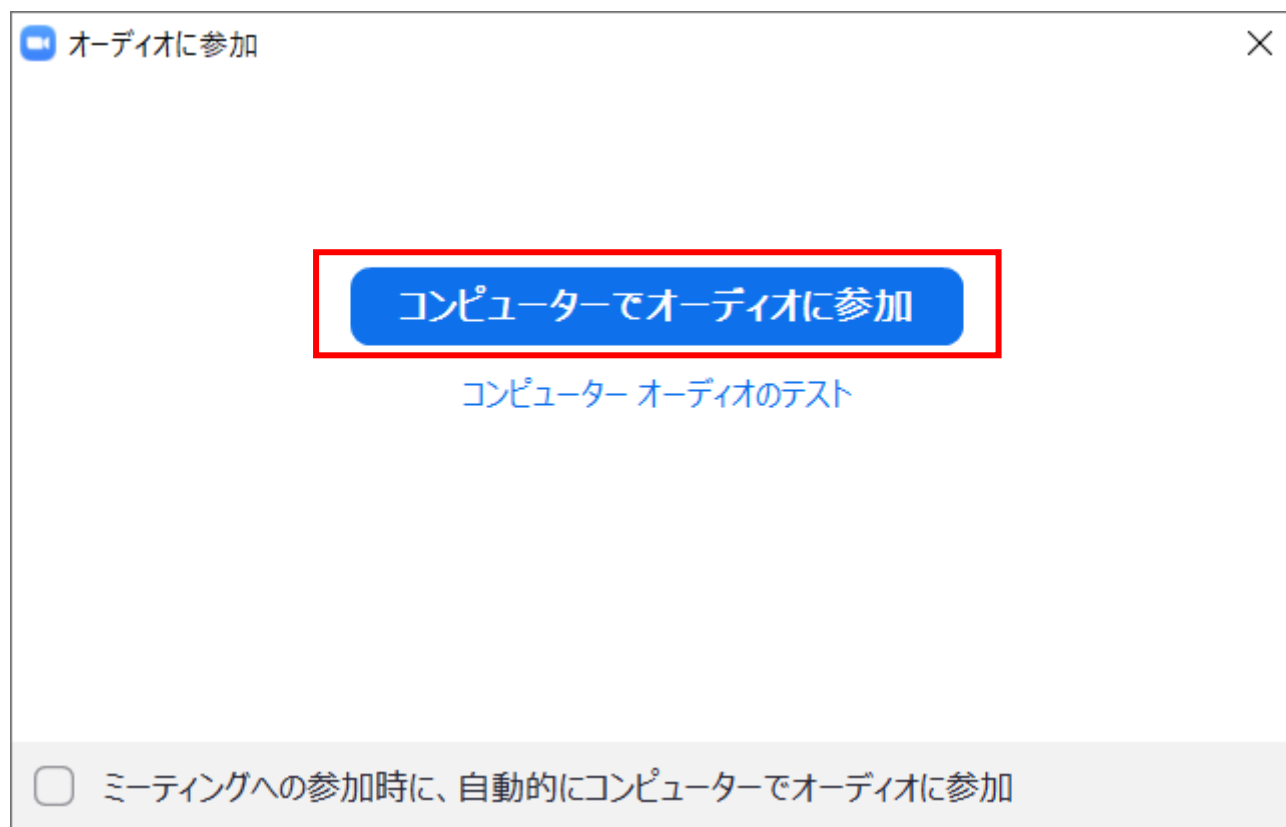 オーディオに参加
コンピューターでオーディオに参加
コンピューター オーディオのテスト
ミーティングへの参加時に、自動的にコンピューターでオーディオに参加